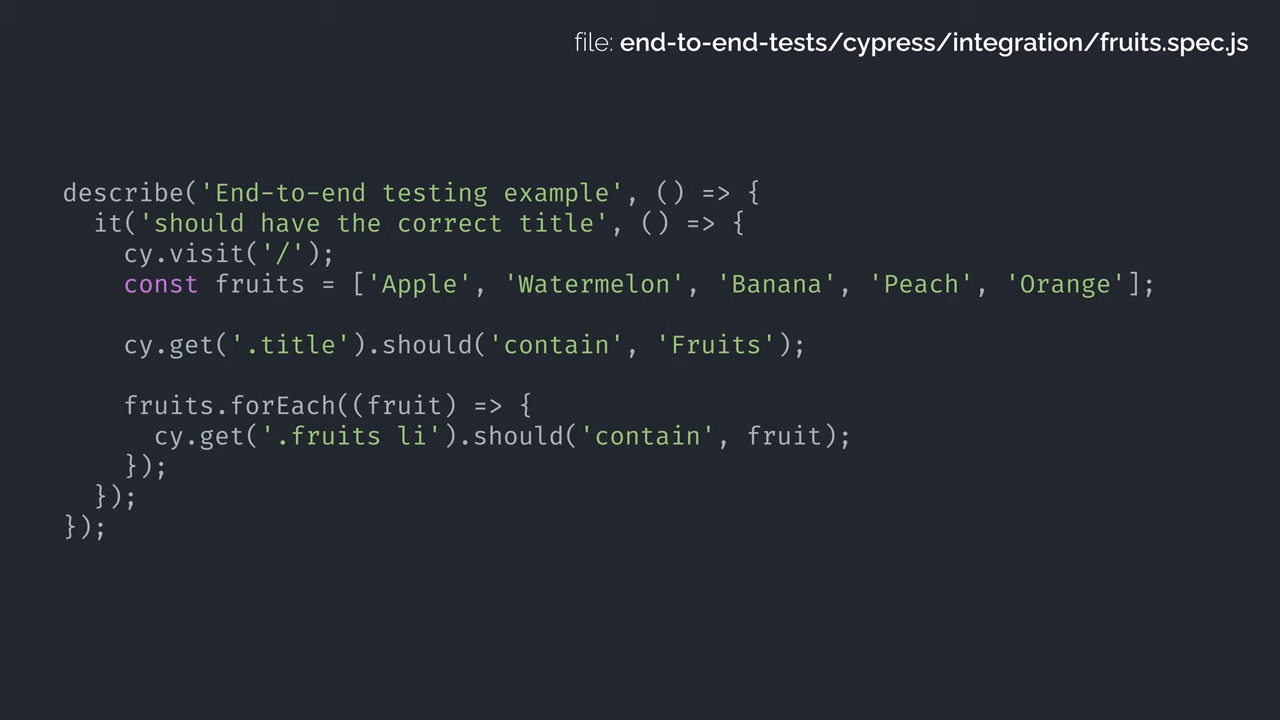 file: end-to-end-tests/cypress/integration/fruits.spec.js
describe('End-to-end testing example', () => {
  it('should have the correct title', () => {
    cy.visit('/');
    const fruits = ['Apple', 'Watermelon', 'Banana', 'Peach', 'Orange'];
    cy.get('.title').should('contain', 'Fruits');
    fruits.forEach((fruit) => {
      cy.get('.fruits li').should('contain', fruit);
    });
  });
});